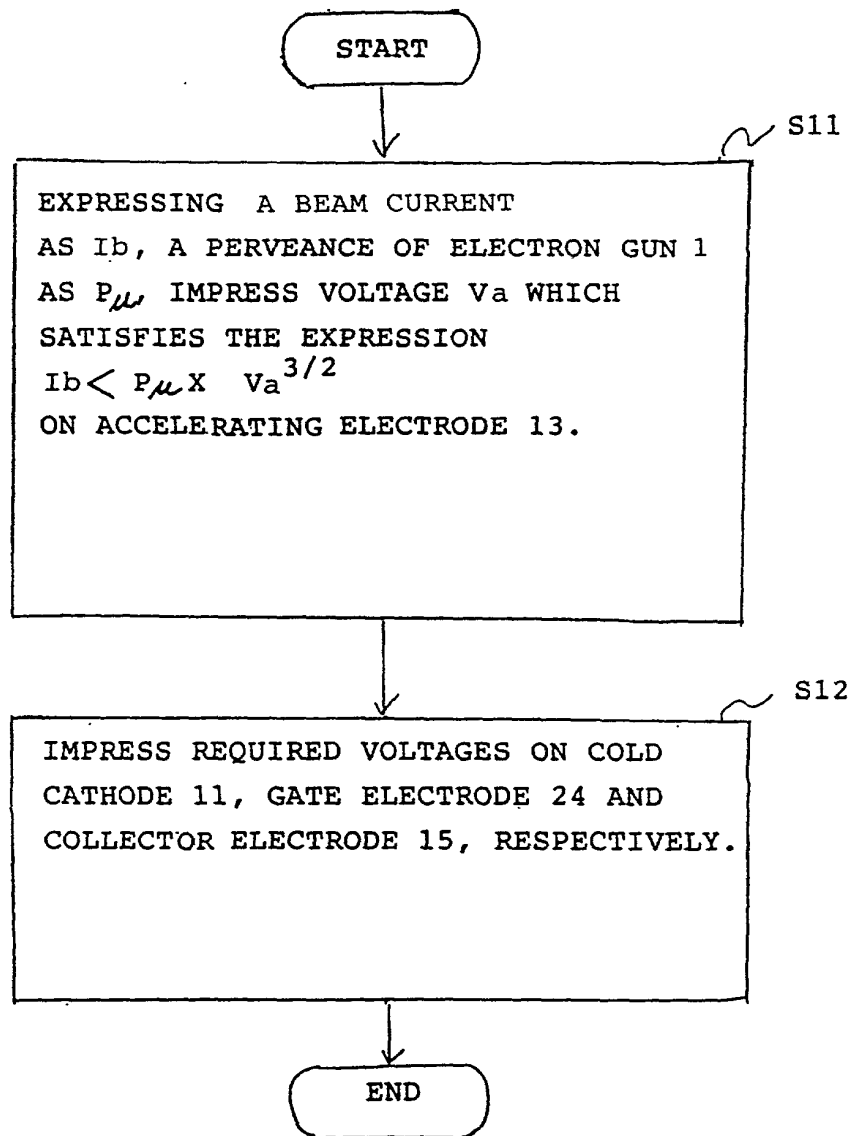 START
S11
EXPRESSING A BEAM CURRENT
AS Ib, A PERVEANCE OF ELECTRON GUN 1
AS Pμ, IMPRESS VOLTAGE Va WHICH
SATISFIES THE EXPRESSION
Ib < Pμ X Va^3/2
ON ACCELERATING ELECTRODE 13.
S12
IMPRESS REQUIRED VOLTAGES ON COLD
CATHODE 11, GATE ELECTRODE 24 AND
COLLECTOR ELECTRODE 15, RESPECTIVELY.
END